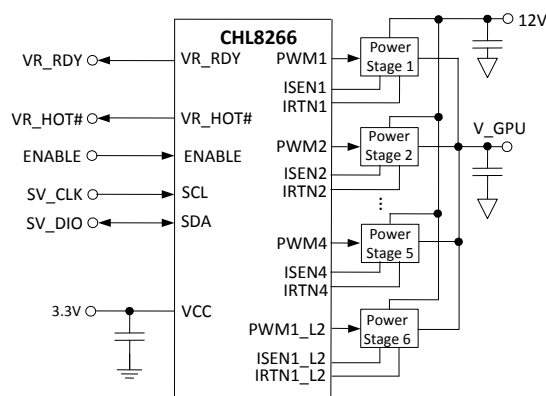 CHL8266
12V
VR_RDY
VR_RDY
PWM1
Power
Stage 1
ISEN1
IRTN1
VR_HOT#
VR_HOT#
V_GPU
ENABLE
ENABLE
PWM2
Power
Stage 2
ISEN2
IRTN2
SV_CLK
SCL
...
SV_DIO
SDA
PWM4
Power
Stage 5
ISEN4
IRTN4
3.3V
VCC
PWM1_L2
Power
Stage 6
ISEN1_L2
IRTN1_L2